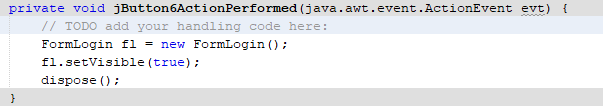 private void jButton6ActionPerformed(java.awt.event.ActionEvent evt) {
// TODO add your handling code here:
FormLogin fl = new FormLogin();
fl.setVisible(true);
dispose();
}